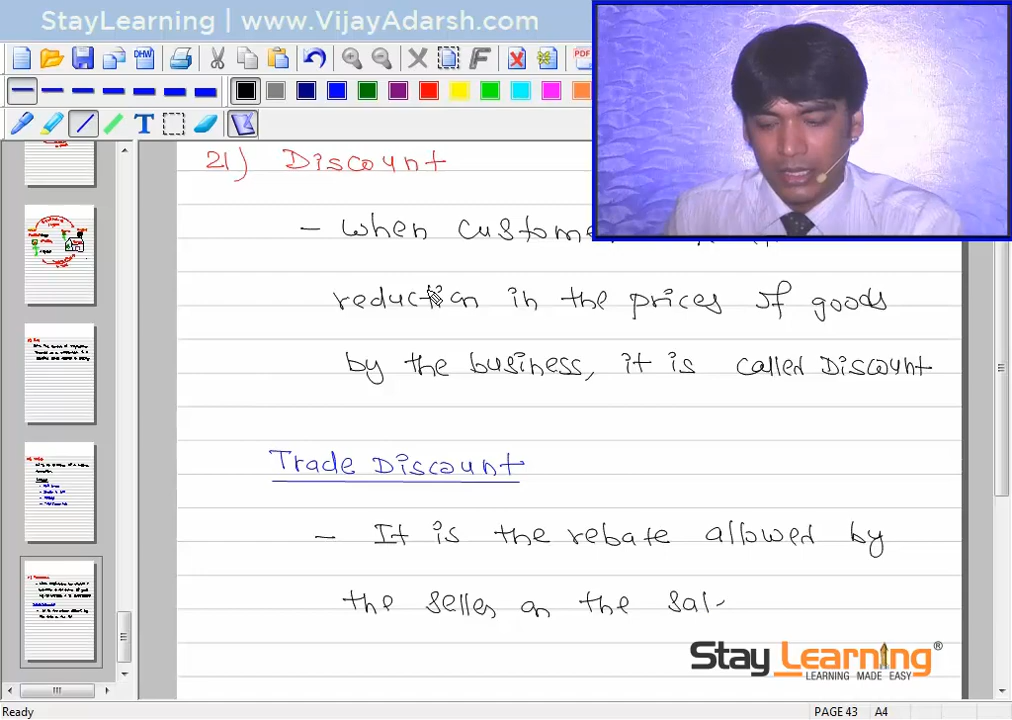 StayLearning | www.VijayAdarsh.com
DHW
PDF
F
T
21) Discount
- When
reduction in the prices of goods
by the business, it is called Discount
Trade Discount
- It is the rebate allowed by
the seller on the sal
Stay Learning®
LEARNING MADE EASY
Ready
PAGE 43
A4